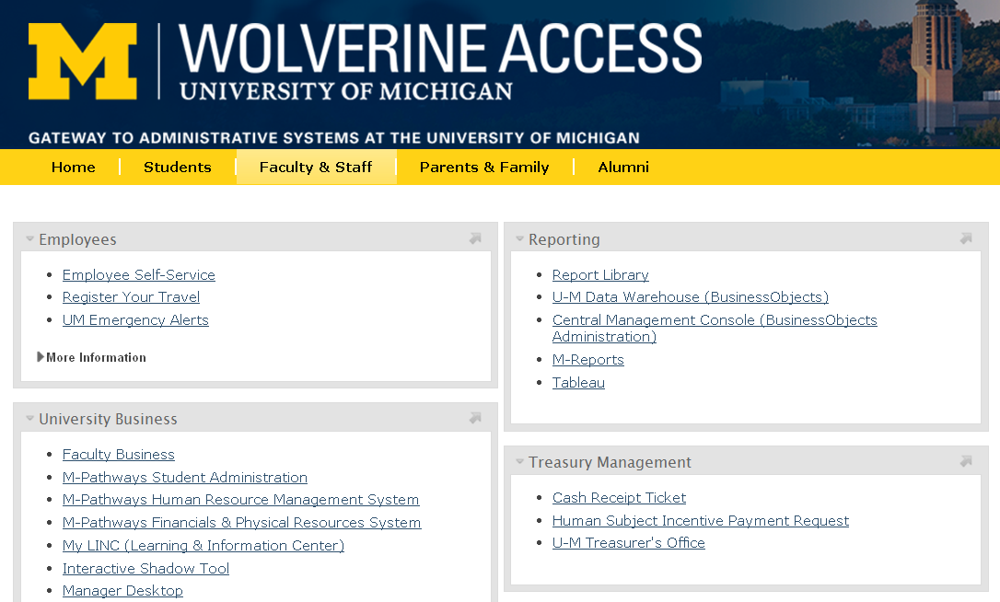 M
WOLVERINE ACCESS
UNIVERSITY OF MICHIGAN
GATEWAY TO ADMINISTRATIVE SYSTEMS AT THE UNIVERSITY OF MICHIGAN
Home Students Faculty & Staff Parents & Family Alumni
Employees
Employee Self-Service
Register Your Travel
UM Emergency Alerts
More Information
University Business
Faculty Business
M-Pathways Student Administration
M-Pathways Human Resource Management System
M-Pathways Financials & Physical Resources System
My LINC (Learning & Information Center)
Interactive Shadow Tool
Manager Desktop
Reporting
Report Library
U-M Data Warehouse (BusinessObjects)
Central Management Console (BusinessObjects
Administration)
M-Reports
Tableau
Treasury Management
Cash Receipt Ticket
Human Subject Incentive Payment Request
U-M Treasurer's Office